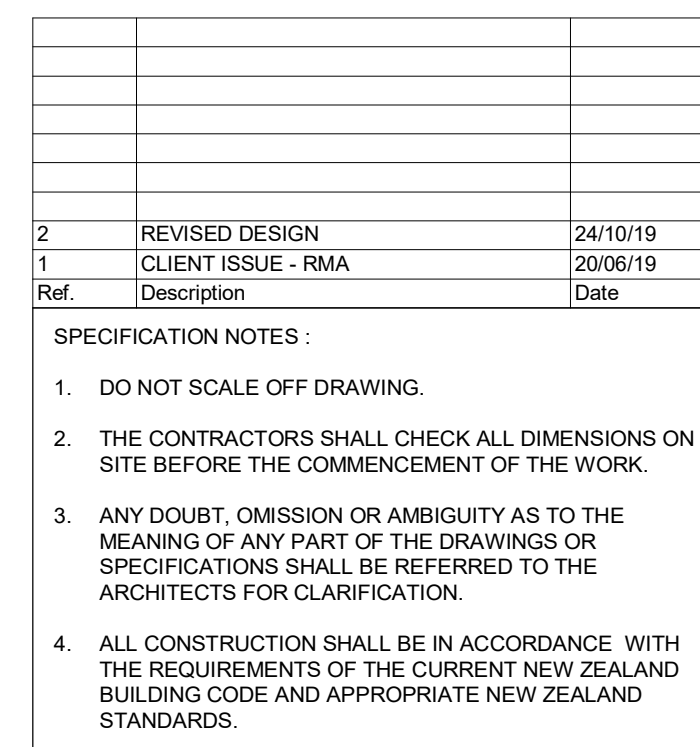 2 REVISED DESIGN 24/10/19
1 CLIENT ISSUE - RMA 20/06/19
Ref. Description Date
SPECIFICATION NOTES :
1. DO NOT SCALE OFF DRAWING.
2. THE CONTRACTORS SHALL CHECK ALL DIMENSIONS ON
SITE BEFORE THE COMMENCEMENT OF THE WORK.
3. ANY DOUBT, OMISSION OR AMBIGUITY AS TO THE
MEANING OF ANY PART OF THE DRAWINGS OR
SPECIFICATIONS SHALL BE REFERRED TO THE
ARCHITECTS FOR CLARIFICATION.
4. ALL CONSTRUCTION SHALL BE IN ACCORDANCE WITH
THE REQUIREMENTS OF THE CURRENT NEW ZEALAND
BUILDING CODE AND APPROPRIATE NEW ZEALAND
STANDARDS.